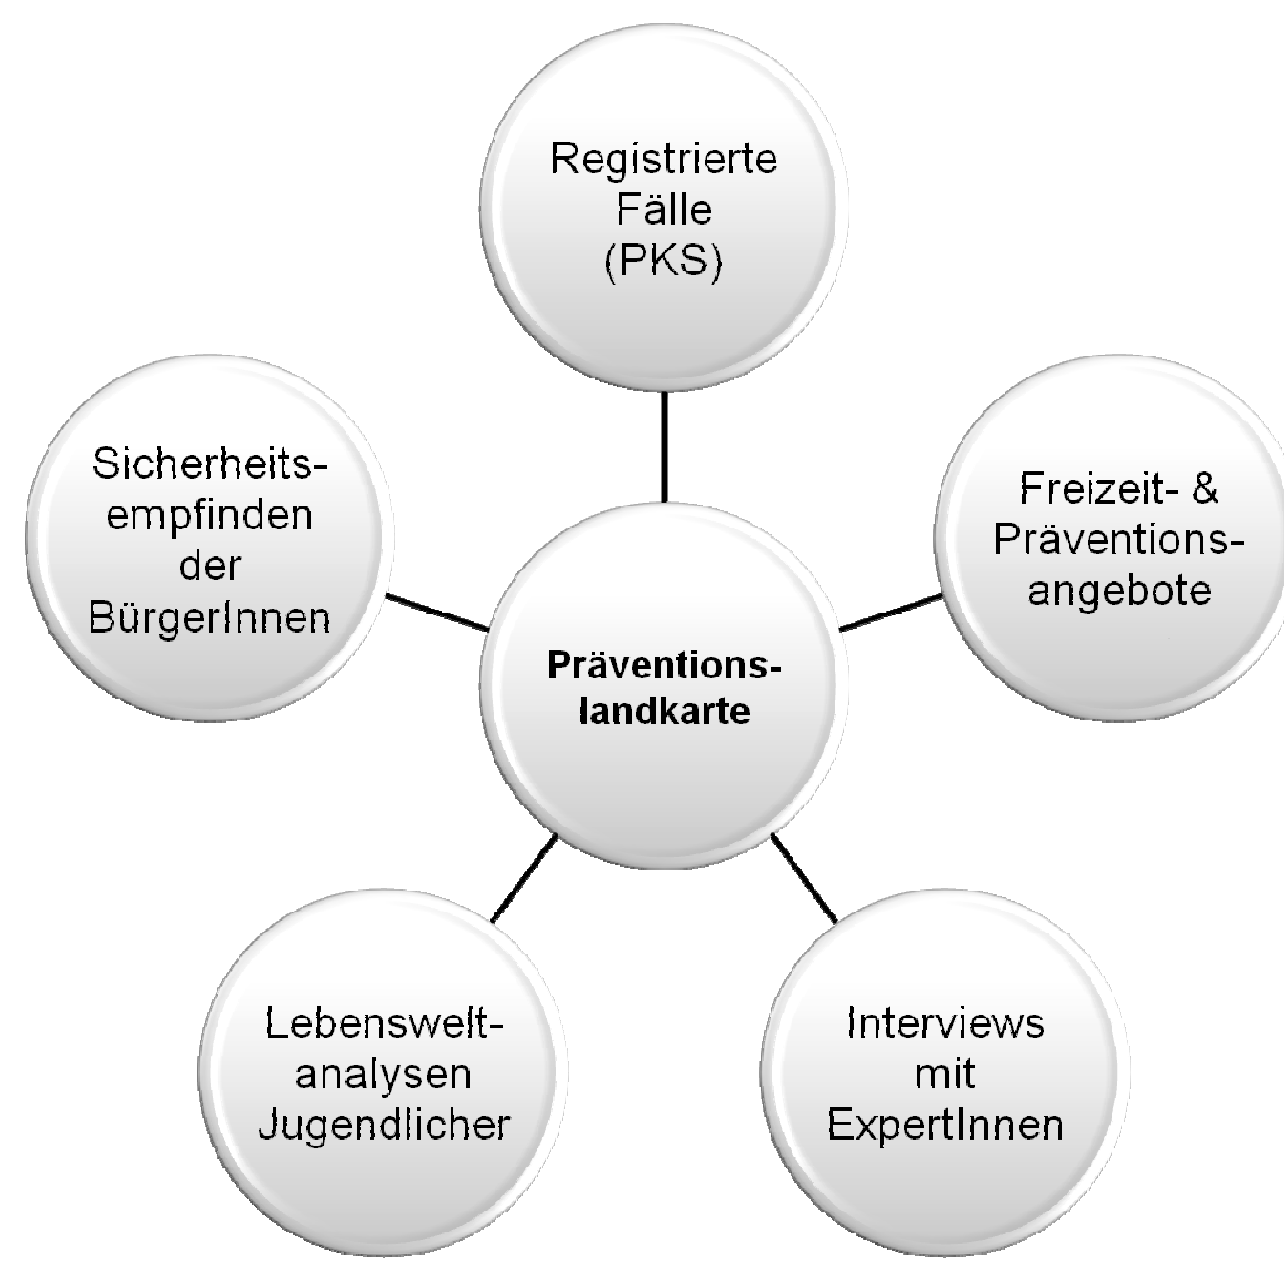 Registrierte
Fälle
(PKS)
Sicherheits-
empfinden
der
BürgerInnen
Freizeit- &
Präventions-
angebote
Präventions-
landkarte
Lebenswelt-
analysen
Jugendlicher
Interviews
mit
ExpertInnen